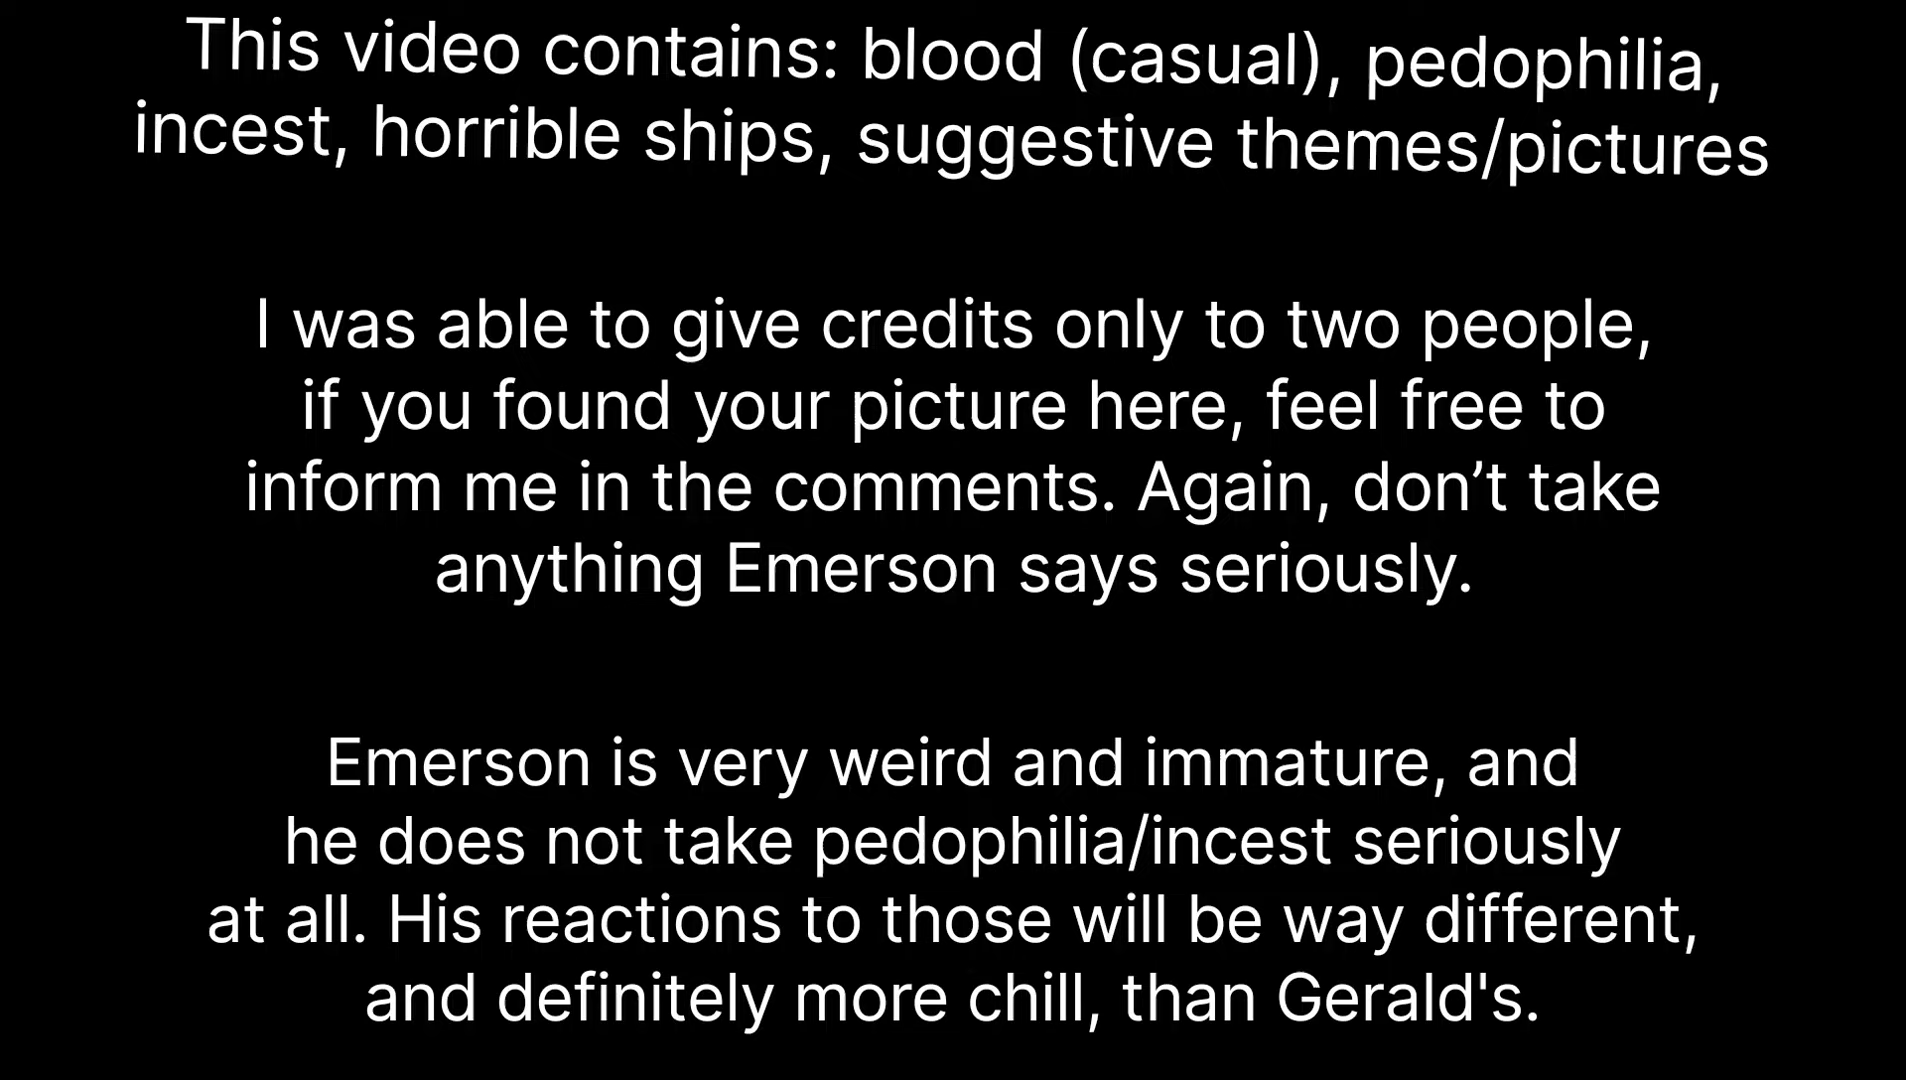 This video contains: blood (casual), pedophilia,
incest, horrible ships, suggestive themes/pictures
I was able to give credits only to two people,
if you found your picture here, feel free to
inform me in the comments. Again, don’t take
anything Emerson says seriously.
Emerson is very weird and immature, and
he does not take pedophilia/incest seriously
at all. His reactions to those will be way different,
and definitely more chill, than Gerald's.